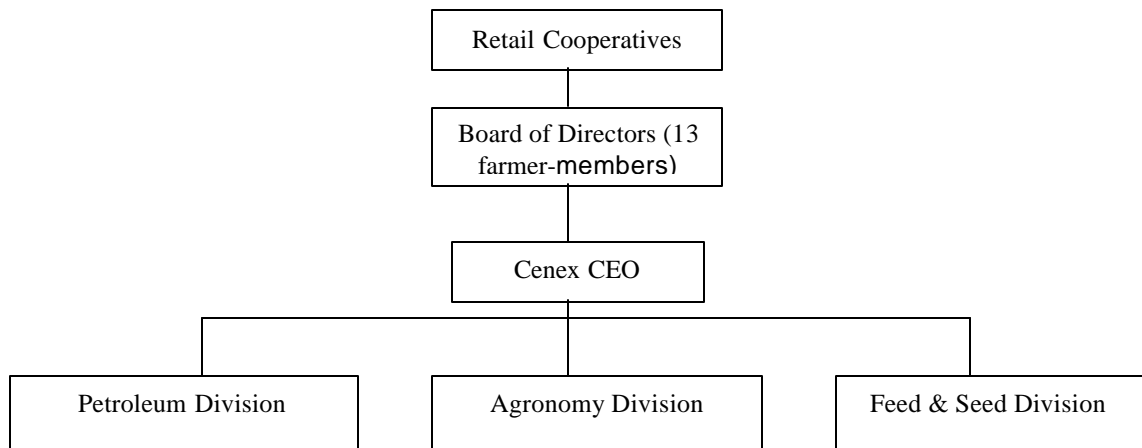 Retail Cooperatives
Board of Directors (13
farmer-members)
Cenex CEO
Petroleum Division
Agronomy Division
Feed & Seed Division